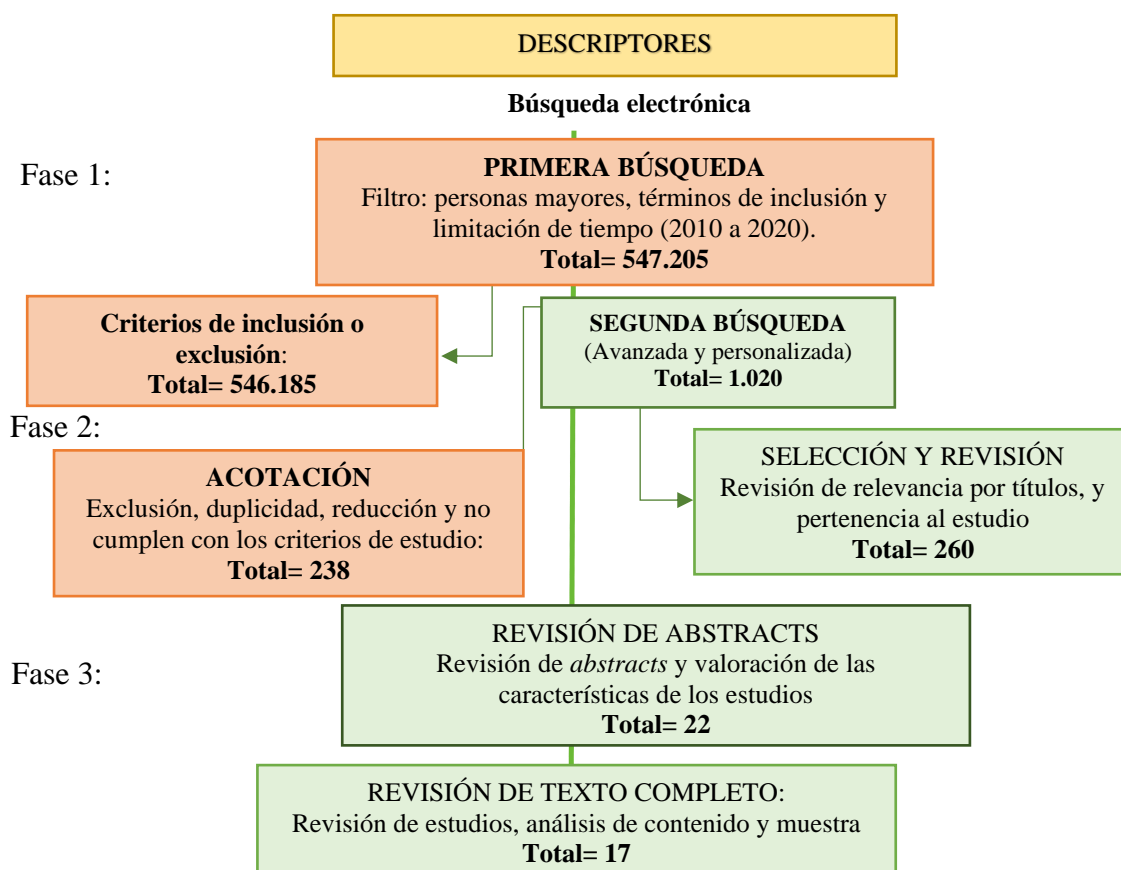 DESCRIPTORES
Búsqueda electrónica
Fase 1:
PRIMERA BÚSQUEDA
Filtro: personas mayores, términos de inclusión y
limitación de tiempo (2010 a 2020).
Total= 547.205
Criterios de inclusión o
exclusión:
Total= 546.185
SEGUNDA BÚSQUEDA
(Avanzada y personalizada)
Total= 1.020
Fase 2:
ACOTACIÓN
Exclusión, duplicidad, reducción y no
cumplen con los criterios de estudio:
Total= 238
SELECCIÓN Y REVISIÓN
Revisión de relevancia por títulos, y
pertenencia al estudio
Total= 260
Fase 3:
REVISIÓN DE ABSTRACTS
Revisión de abstracts y valoración de las
características de los estudios
Total= 22
REVISIÓN DE TEXTO COMPLETO:
Revisión de estudios, análisis de contenido y muestra
Total= 17